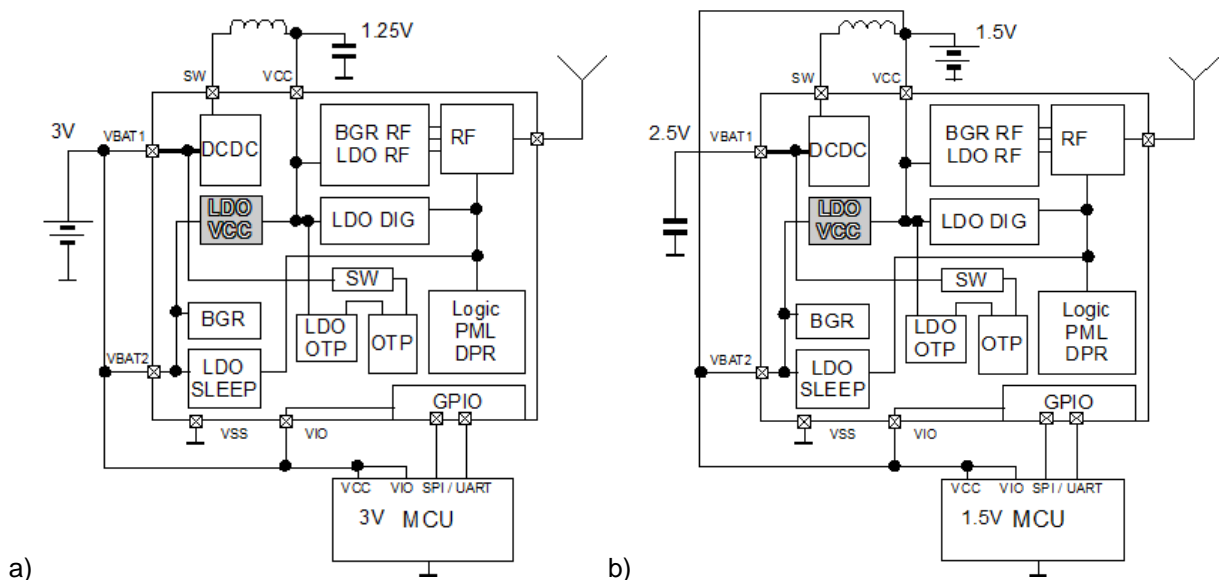 1.25V
SW
VCC
3V
VBAT1
DCDC
BGR RF
LDO RF
RF
LDO
VCC
LDO DIG
SW
BGR
LDO
OTP
OTP
Logic
PML
DPR
VBAT2
LDO
SLEEP
GPIO
VSS
VIO
VCC
VIO
SPI / UART
3V
MCU
a)
1.5V
SW
VCC
2.5V
VBAT1
DCDC
BGR RF
LDO RF
RF
LDO
VCC
LDO DIG
SW
BGR
LDO
OTP
OTP
Logic
PML
DPR
VBAT2
LDO
SLEEP
GPIO
VSS
VIO
VCC
VIO
SPI / UART
1.5V
MCU
b)